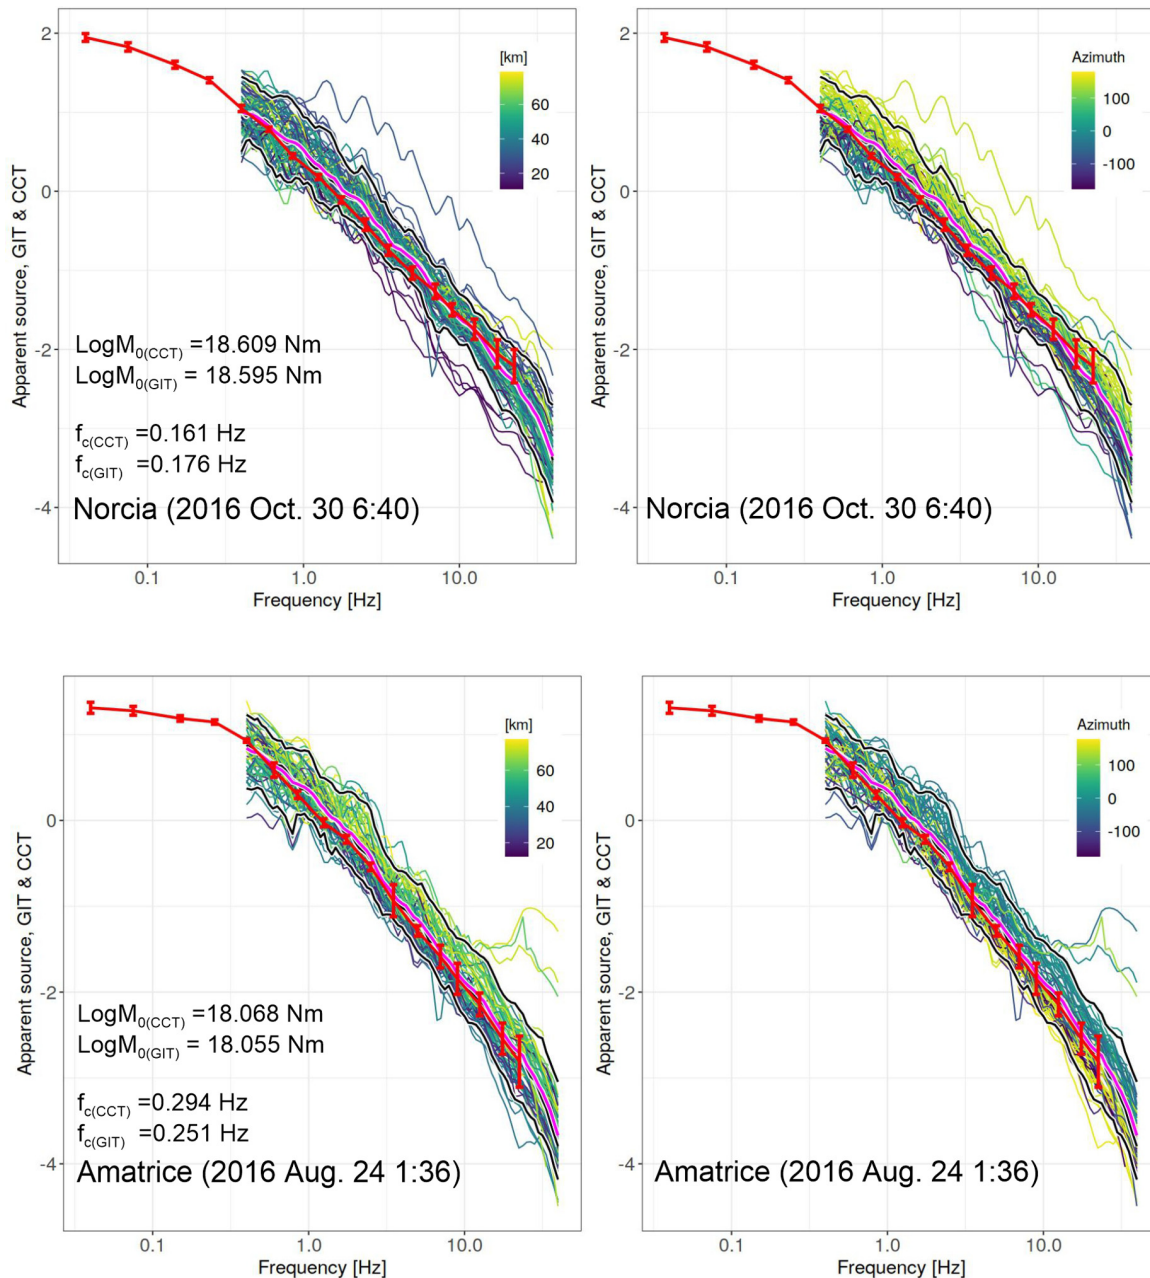 Apparent source, GIT & CCT
2
0
-2
-4
[km]
60
40
20
LogM0(CCT) =18.609 Nm
LogM0(GIT) = 18.595 Nm
fc(CCT) =0.161 Hz
fc(GIT) =0.176 Hz
Norcia (2016 Oct. 30 6:40)
0.1 1.0 10.0
Frequency [Hz]
Apparent source, GIT & CCT
2
0
-2
-4
Azimuth
100
0
-100
Norcia (2016 Oct. 30 6:40)
0.1 1.0 10.0
Frequency [Hz]
Apparent source, GIT & CCT
0
-2
-4
[km]
60
40
20
LogM0(CCT) =18.068 Nm
LogM0(GIT) = 18.055 Nm
fc(CCT) =0.294 Hz
fc(GIT) =0.251 Hz
Amatrice (2016 Aug. 24 1:36)
0.1 1.0 10.0
Frequency [Hz]
Apparent source, GIT & CCT
0
-2
-4
Azimuth
100
0
-100
Amatrice (2016 Aug. 24 1:36)
0.1 1.0 10.0
Frequency [Hz]